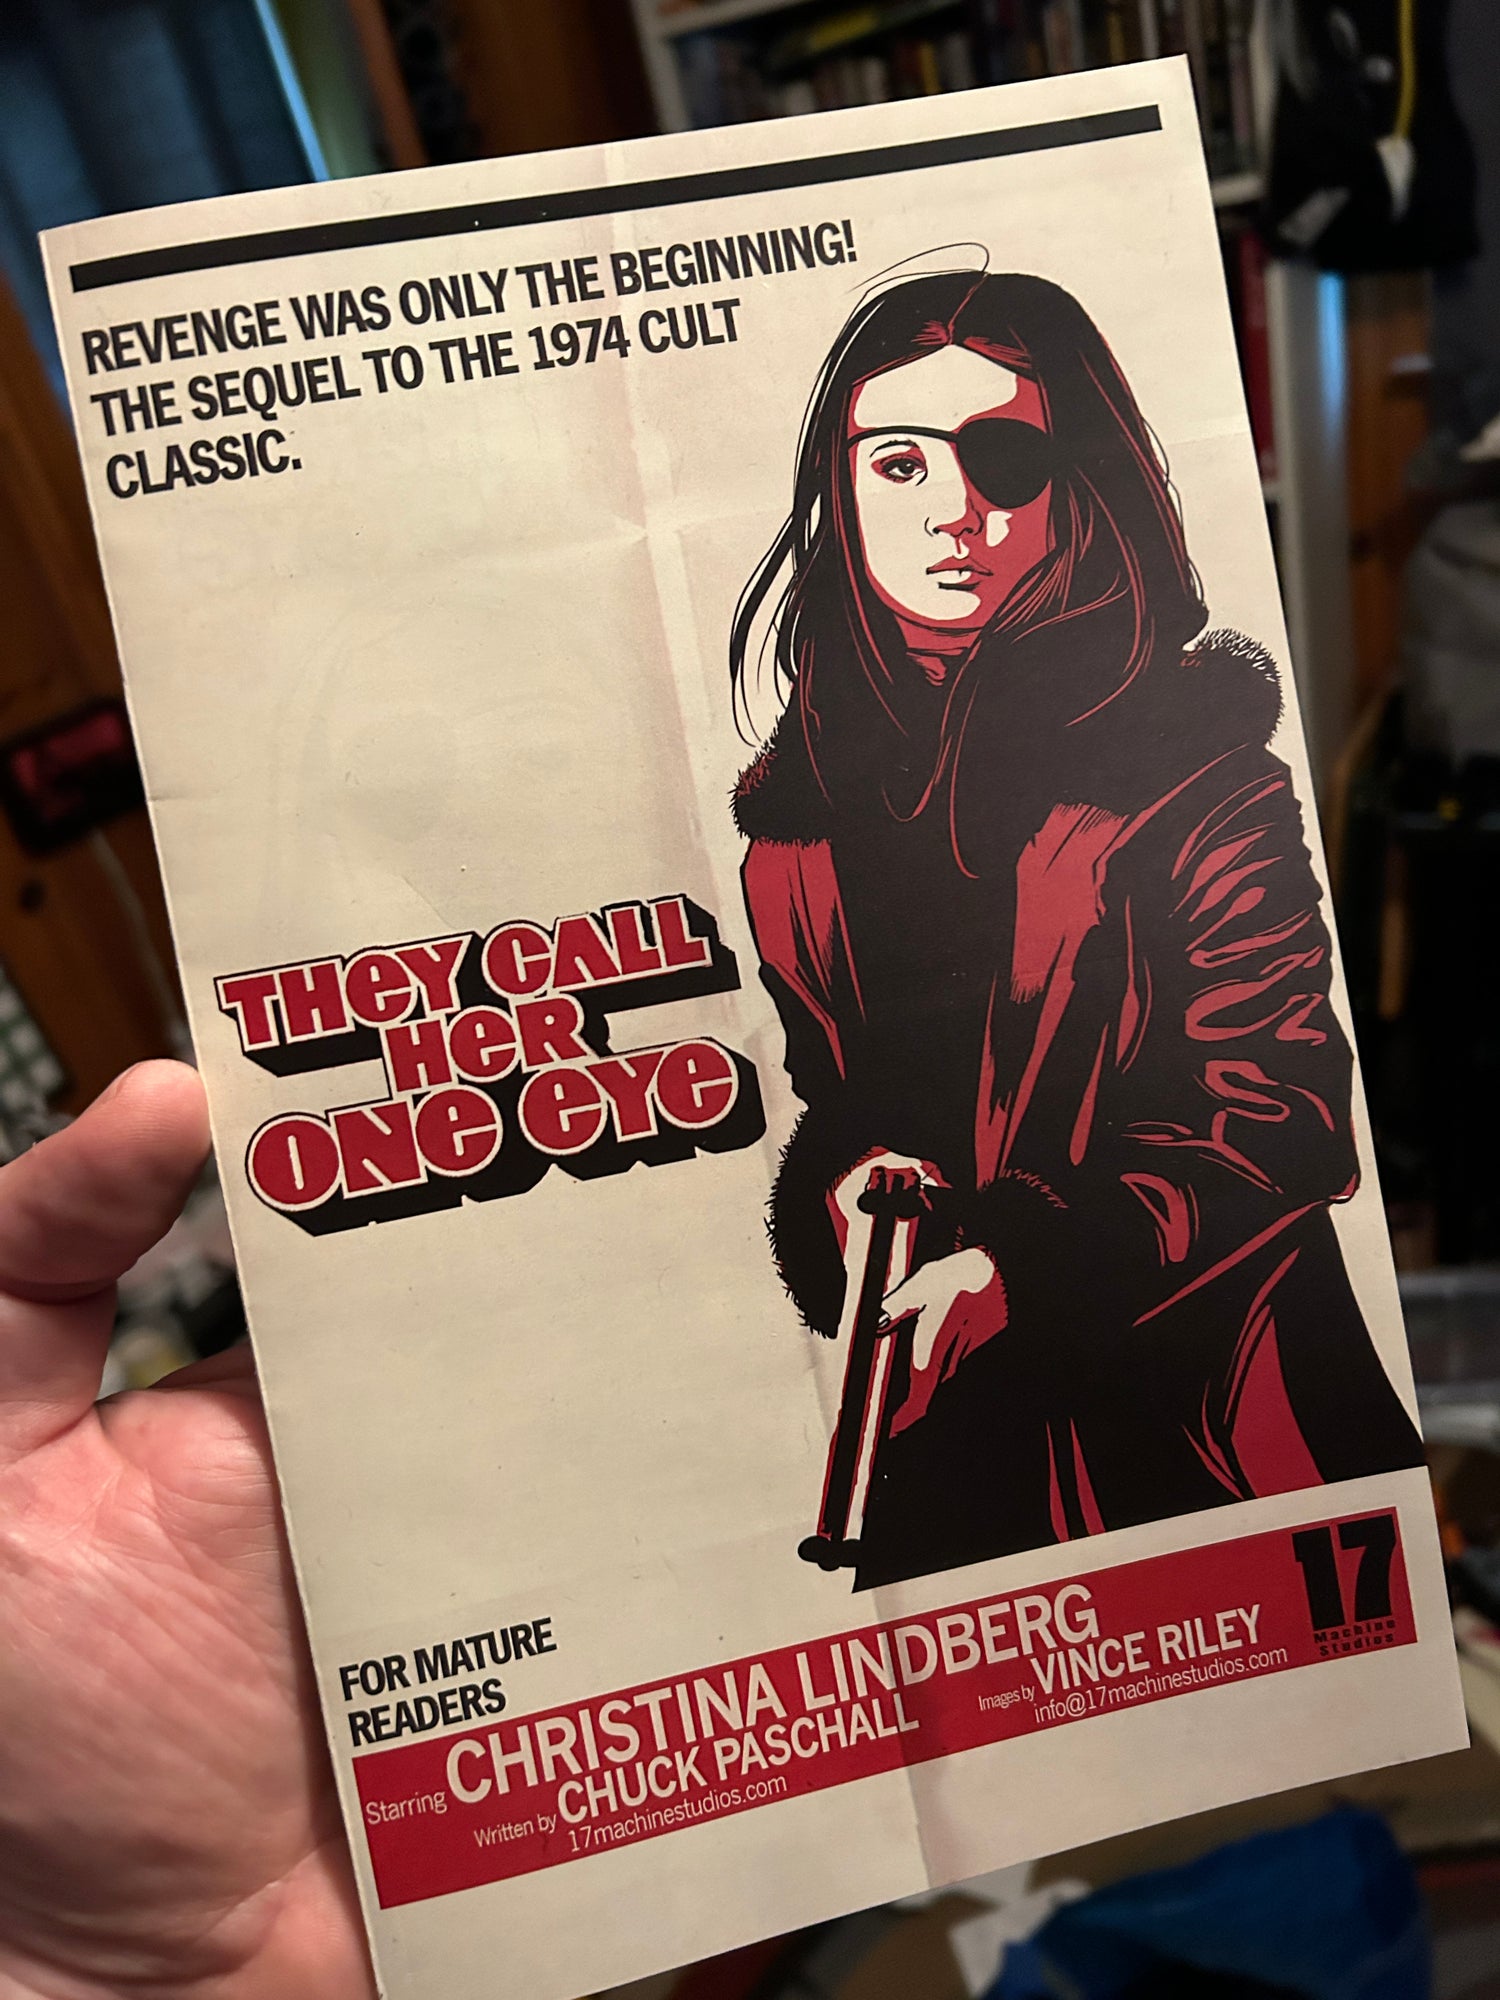 REVENGE WAS ONLY THE BEGINNING!
THE SEQUEL TO THE 1974 CULT
CLASSIC.
THEY CALL
HER
ONE EYE
FOR MATURE
READERS
Starring CHRISTINA LINDBERG
Written by CHUCK PASCHALL
17machinestudios.com
Images by VINCE RILEY
info@17machinestudios.com
17
Machine
Studios